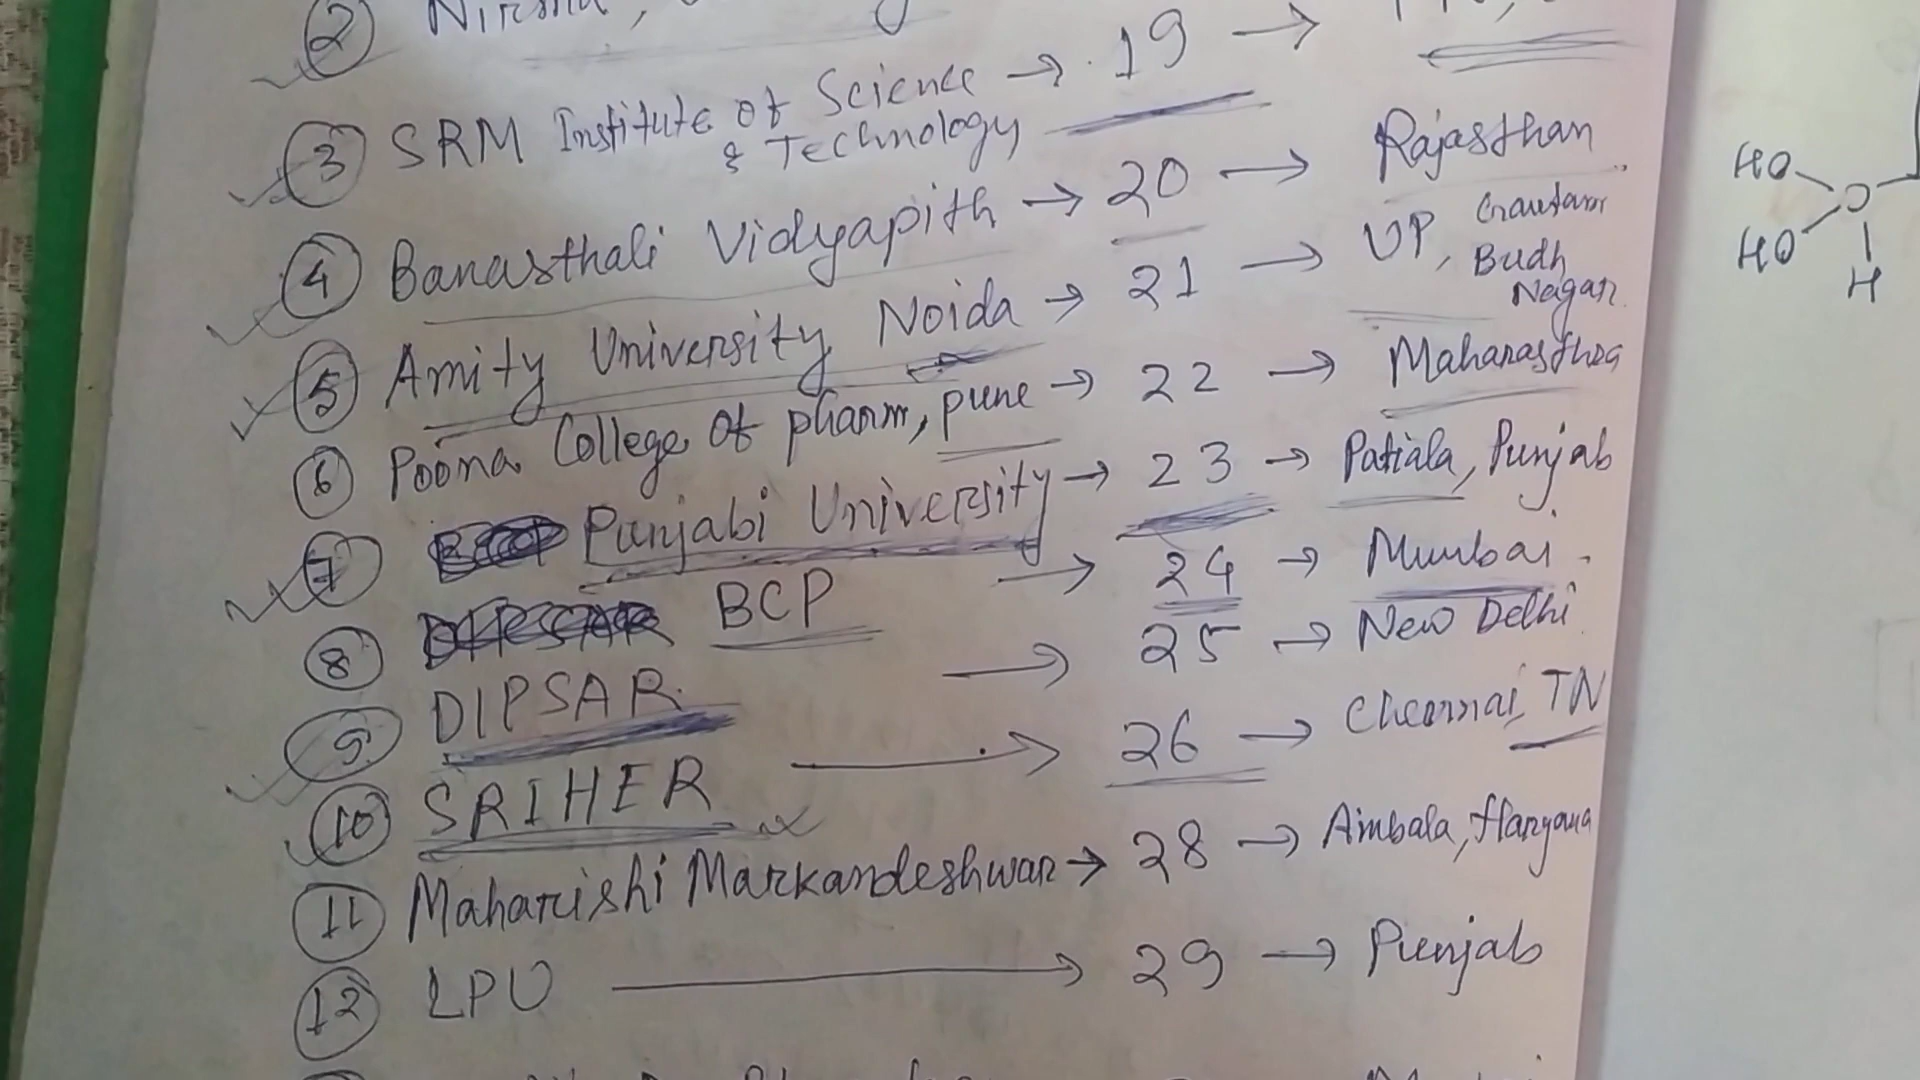 ②
③ SRM Institute of Science → 19 →
& Technology
④ Banasthali Vidyapith → 20 → Rajasthan
⑤ Amity University Noida → 21 → UP, Gautam
Budh
Nagar
⑥ Poona College of pharm, pune → 22 → Maharasthra
⑦ Punjabi University → 23 → Patiala, Punjab
⑧ BCP → 24 → Mumbai
⑨ DIPSAR → 25 → New Delhi
⑩ SRIHER → 26 → Chennai, TN
⑪ Maharishi Markandeshwar → 28 → Ambala, Haryana
⑫ LPU → 29 → Punjab
HO
HO
H